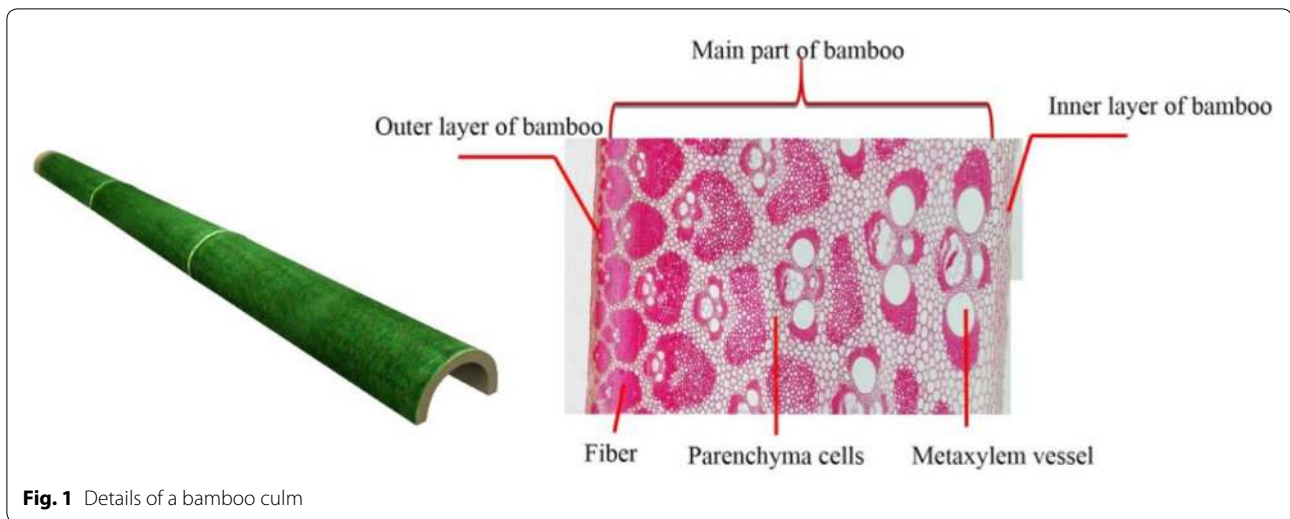 Main part of bamboo
Outer layer of bamboo
Inner layer of bamboo
Fiber
Parenchyma cells
Metaxylem vessel
Fig. 1 Details of a bamboo culm